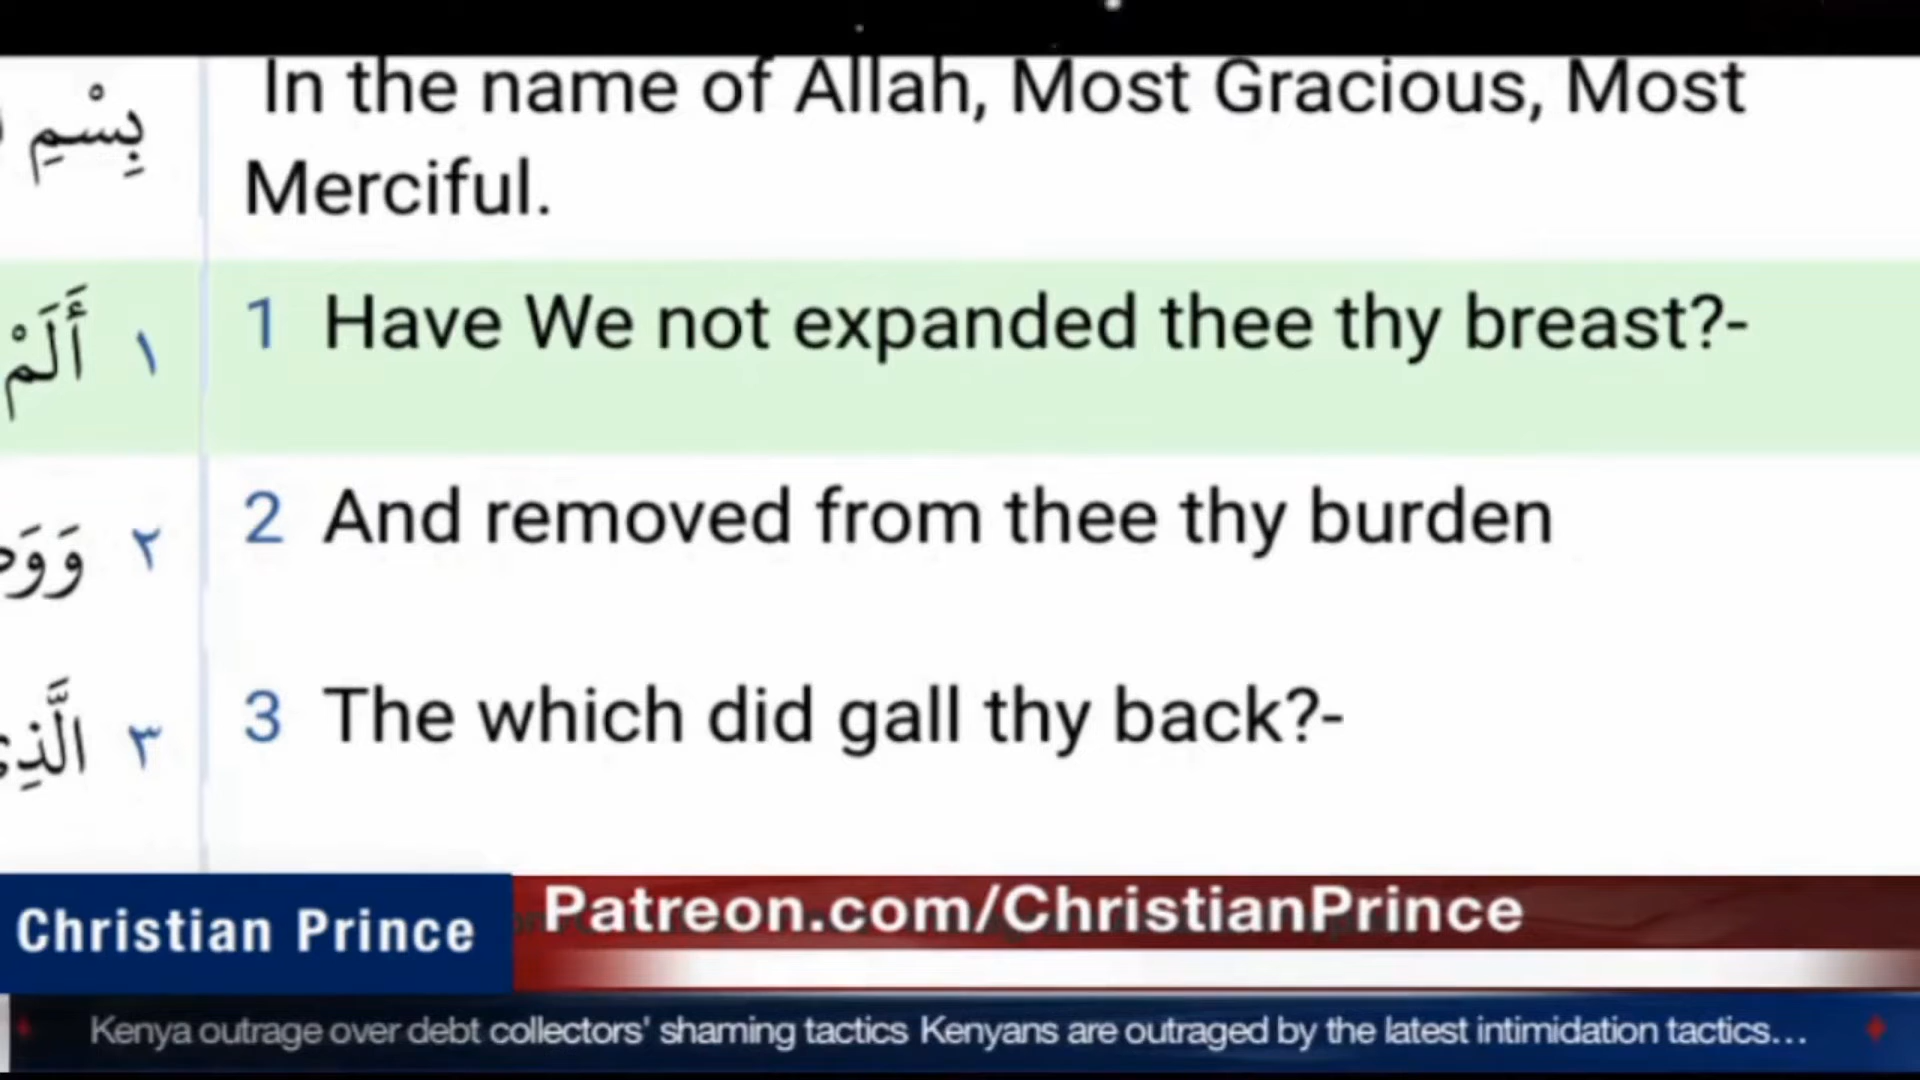 In the name of Allah, Most Gracious, Most
Merciful.
بِسْمِ
1 Have We not expanded thee thy breast?-
١ أَلَمْ
2 And removed from thee thy burden
٢
3 The which did gall thy back?-
٣
Christian Prince
Patreon.com/ChristianPrince
Kenya outrage over debt collectors' shaming tactics Kenyans are outraged by the latest intimidation tactics...